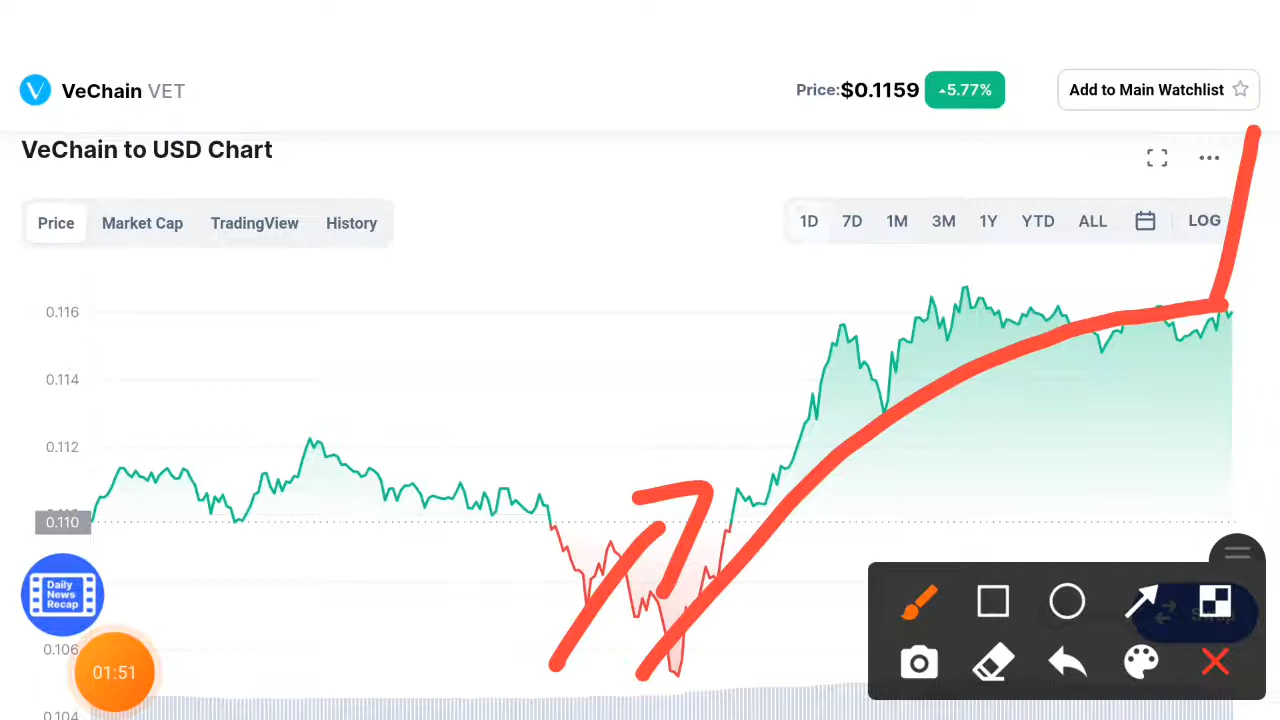 VeChain VET
Price:$0.1159
5.77%
Add to Main Watchlist
VeChain to USD Chart
Price
Market Cap
TradingView
History
1D
7D
1M
3M
1Y
YTD
ALL
LOG
0.116
0.114
0.112
0.110
0.106
0.104
Daily
News
Recap
01:51